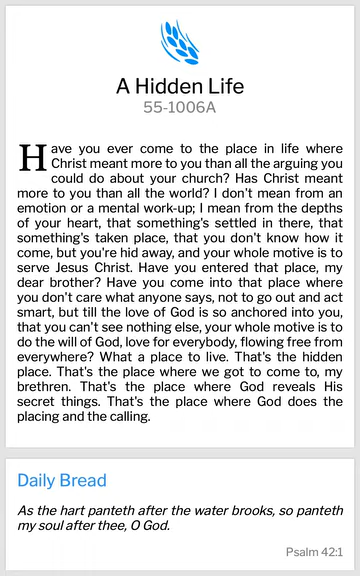 A Hidden Life
55-1006A
Have you ever come to the place in life where
Christ meant more to you than all the arguing you
could do about your church? Has Christ meant
more to you than all the world? I don't mean from an
emotion or a mental work-up; I mean from the depths
of your heart, that something's settled in there, that
something's taken place, that you don't know how it
come, but you're hid away, and your whole motive is to
serve Jesus Christ. Have you entered that place, my
dear brother? Have you come into that place where
you don't care what anyone says, not to go out and act
smart, but till the love of God is so anchored into you,
that you can't see nothing else, your whole motive is to
do the will of God, love for everybody, flowing free from
everywhere? What a place to live. That's the hidden
place. That's the place where we got to come to, my
brethren. That's the place where God reveals His
secret things. That's the place where God does the
placing and the calling.
Daily Bread
As the hart panteth after the water brooks, so panteth
my soul after thee, O God.
Psalm 42:1